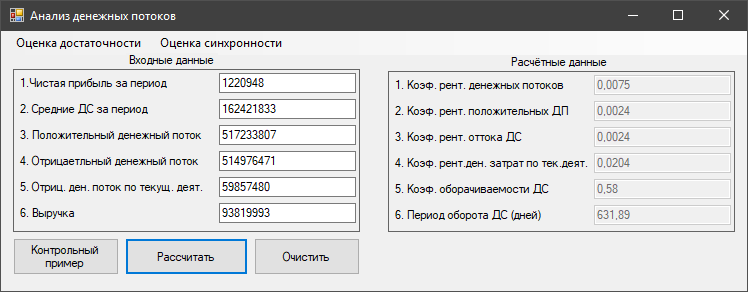 Анализ денежных потоков
Оценка достаточности Оценка синхронности
Входные данные
1.Чистая прибыль за период 1220948
2. Средние ДС за период 162421833
3. Положительный денежный поток 517233807
4. Отрицаетльный денежный поток 514976471
5. Отриц. ден. поток по текущ. деят. 59857480
6. Выручка 93819993
Расчётные данные
1. Коэф. рент. денежных потоков 0,0075
2. Коэф. рент. положительных ДП 0,0024
3. Коэф. рент. оттока ДС 0,0024
4. Коэф. рент.ден. затрат по тек.деят. 0,0204
5. Коэф. оборачиваемости ДС 0,58
6. Период оборота ДС (дней) 631,89
Контрольный
пример
Рассчитать
Очистить